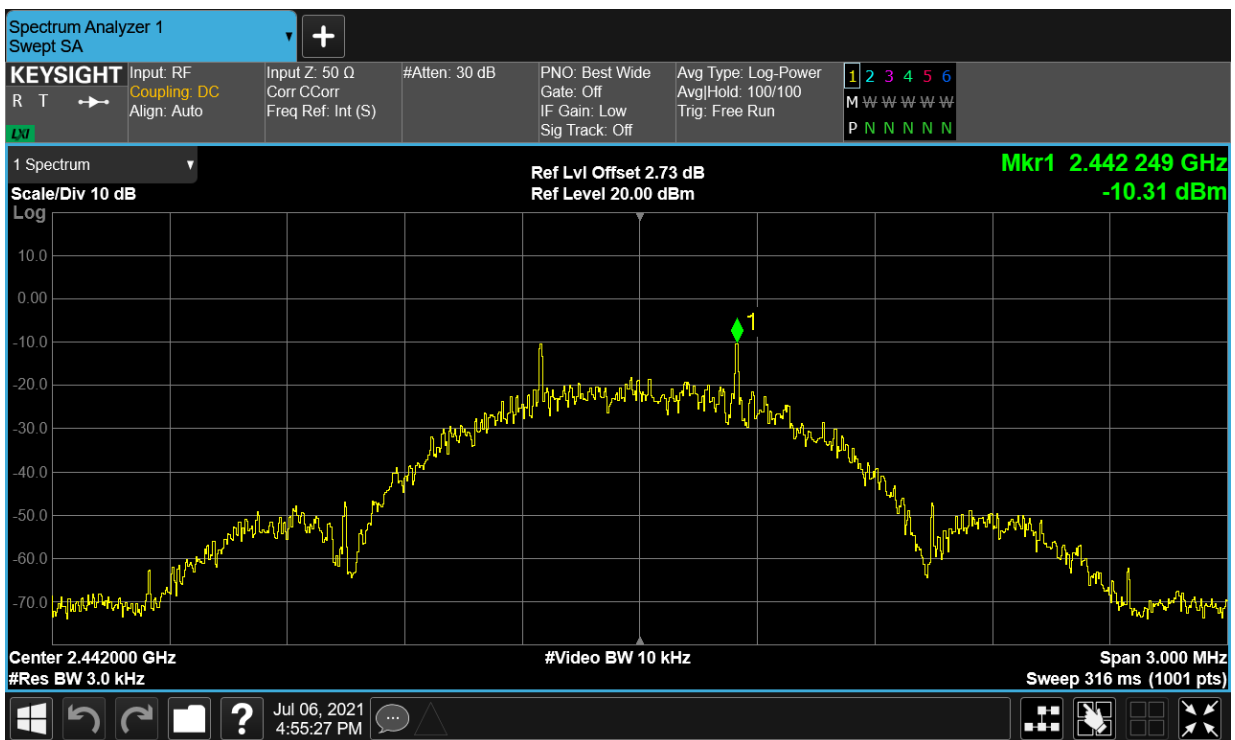 Spectrum Analyzer 1
Swept SA
KEYSIGHT
R T
LXI
Input: RF
Coupling: DC
Align: Auto
Input Z: 50 Ω
Corr CCorr
Freq Ref: Int (S)
#Atten: 30 dB
PNO: Best Wide
Gate: Off
IF Gain: Low
Sig Track: Off
Avg Type: Log-Power
Avg|Hold: 100/100
Trig: Free Run
1 2 3 4 5 6
M W W W W W
P N N N N N
1 Spectrum
Scale/Div 10 dB
Ref Lvl Offset 2.73 dB
Ref Level 20.00 dBm
Mkr1 2.442 249 GHz
-10.31 dBm
Log
10.0
0.00
-10.0
-20.0
-30.0
-40.0
-50.0
-60.0
-70.0
1
Center 2.442000 GHz
#Res BW 3.0 kHz
#Video BW 10 kHz
Span 3.000 MHz
Sweep 316 ms (1001 pts)
?
Jul 06, 2021
4:55:27 PM